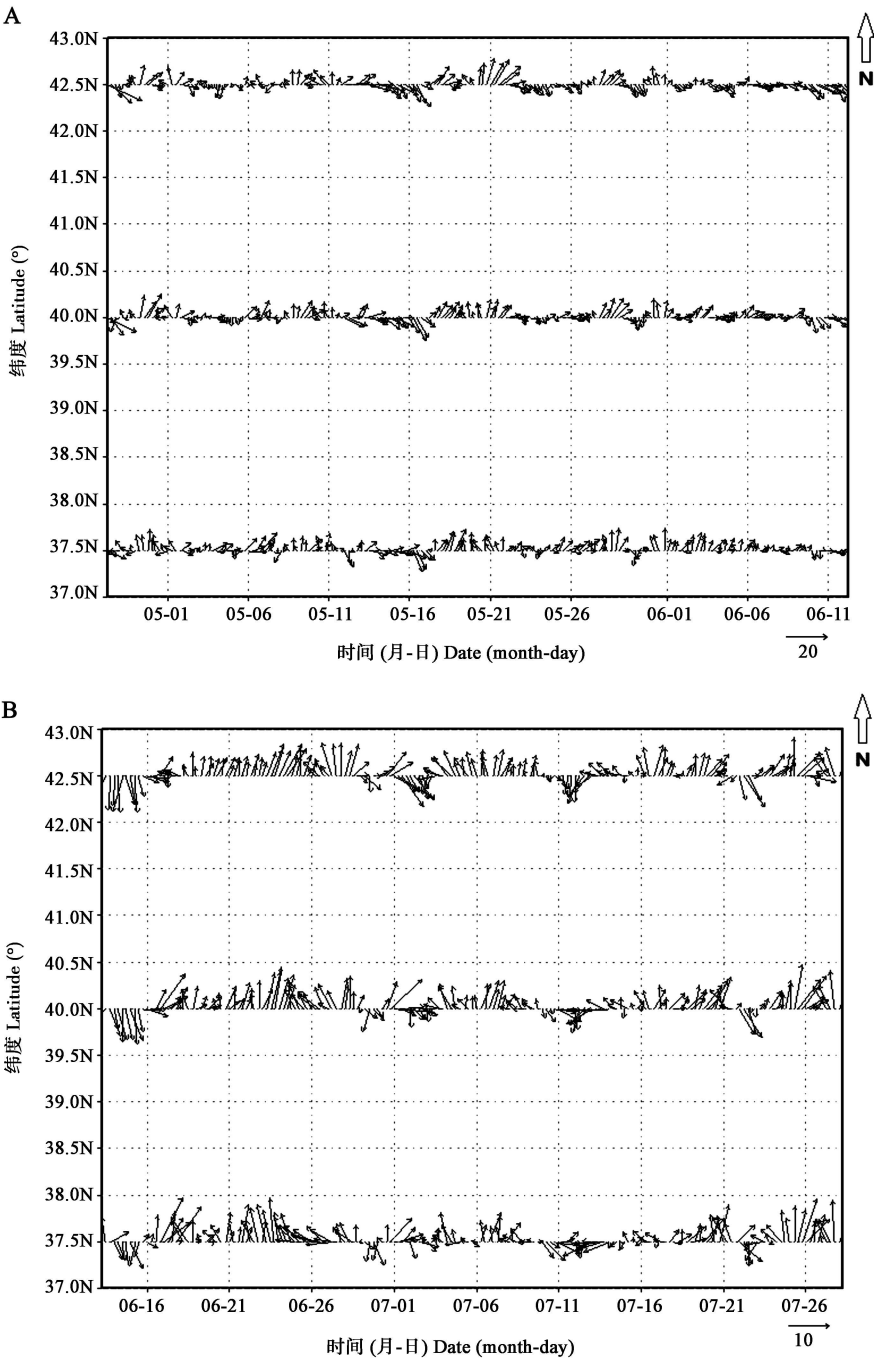 A
N
43.0N
42.5N
42.0N
41.5N
41.0N
40.5N
40.0N
39.5N
39.0N
38.5N
38.0N
37.5N
37.0N
纬度 Latitude (°)
05-01 05-06 05-11 05-16 05-21 05-26 06-01 06-06 06-11
时间 (月-日) Date (month-day)
20
B
N
43.0N
42.5N
42.0N
41.5N
41.0N
40.5N
40.0N
39.5N
39.0N
38.5N
38.0N
37.5N
37.0N
纬度 Latitude (°)
06-16 06-21 06-26 07-01 07-06 07-11 07-16 07-21 07-26
时间 (月-日) Date (month-day)
10